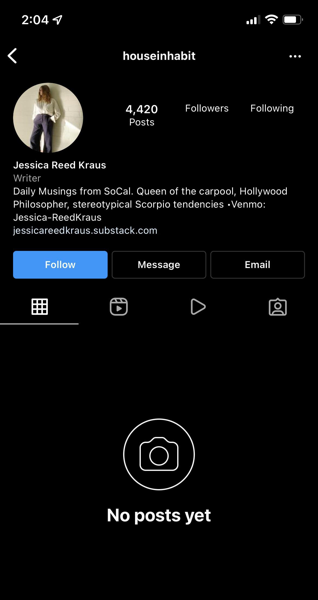 2:04
houseinhabit
4,420
Posts
Followers
Following
Jessica Reed Kraus
Writer
Daily Musings from SoCal. Queen of the carpool, Hollywood
Philosopher, stereotypical Scorpio tendencies •Venmo:
Jessica-ReedKraus
jessicareedkraus.substack.com
Follow
Message
Email
No posts yet